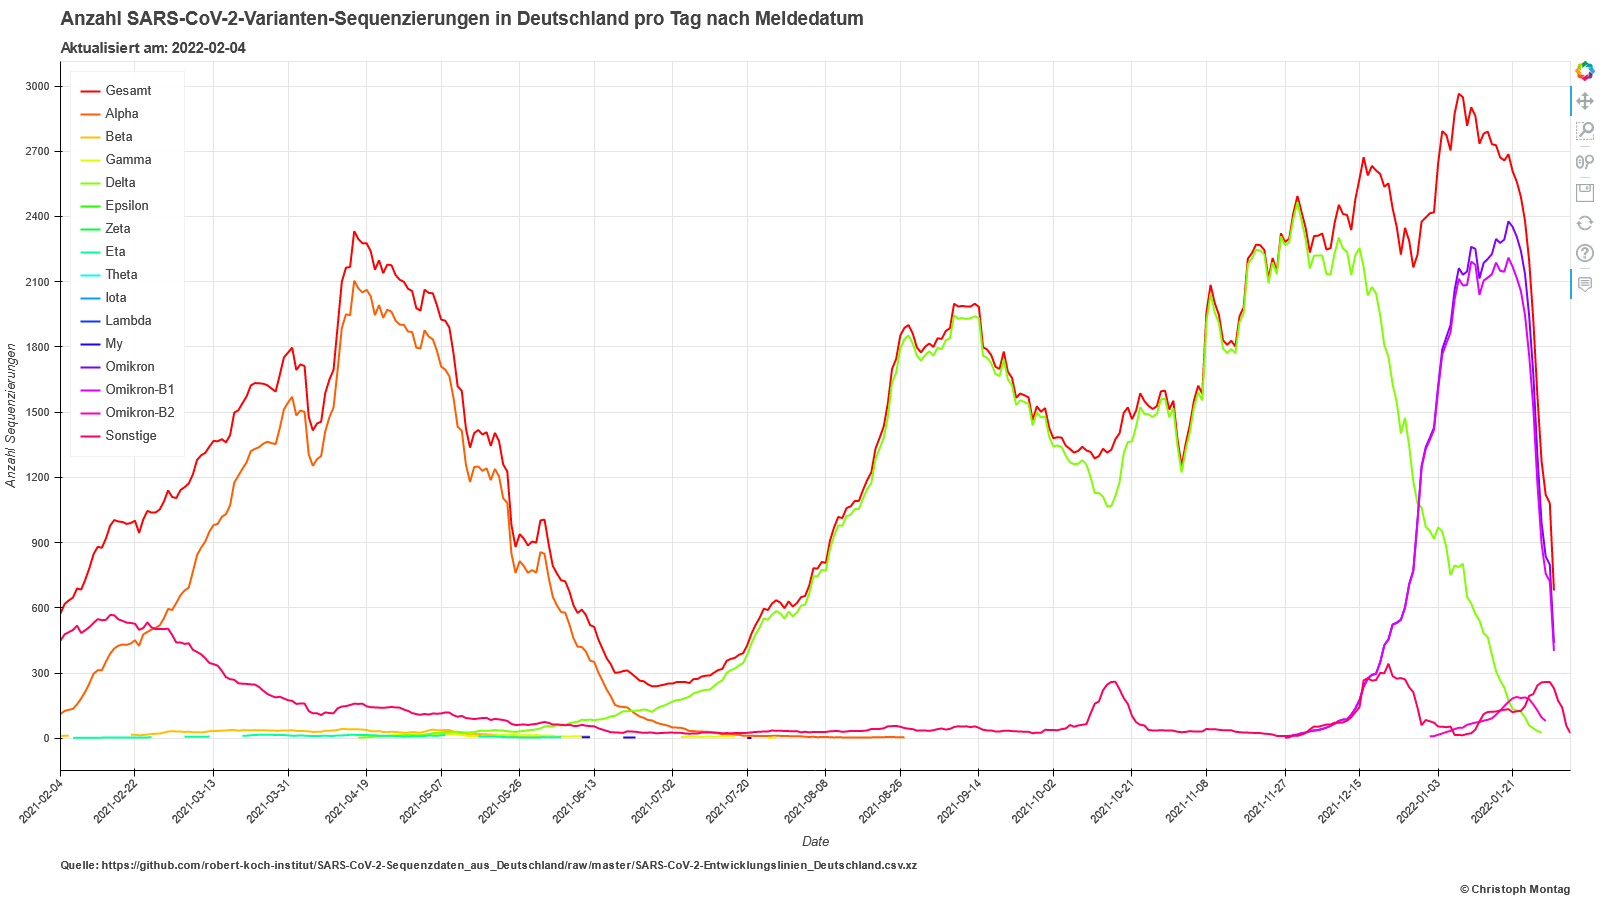 Anzahl SARS-CoV-2-Varianten-Sequenzierungen in Deutschland pro Tag nach Meldedatum
Aktualisiert am: 2022-02-04
Gesamt
Alpha
Beta
Gamma
Delta
Epsilon
Zeta
Eta
Theta
Iota
Lambda
My
Omikron
Omikron-B1
Omikron-B2
Sonstige
Anzahl Sequenzierungen
3000
2700
2400
2100
1800
1500
1200
900
600
300
0
2021-02-04
2021-02-22
2021-03-13
2021-03-31
2021-04-19
2021-05-07
2021-05-26
2021-06-13
2021-07-02
2021-07-20
2021-08-08
2021-08-26
2021-09-14
2021-10-02
2021-10-21
2021-11-08
2021-11-27
2021-12-15
2022-01-03
2022-01-21
Date
Quelle: https://github.com/robert-koch-institut/SARS-CoV-2-Sequenzdaten_aus_Deutschland/raw/master/SARS-CoV-2-Entwicklungslinien_Deutschland.csv.xz
© Christoph Montag